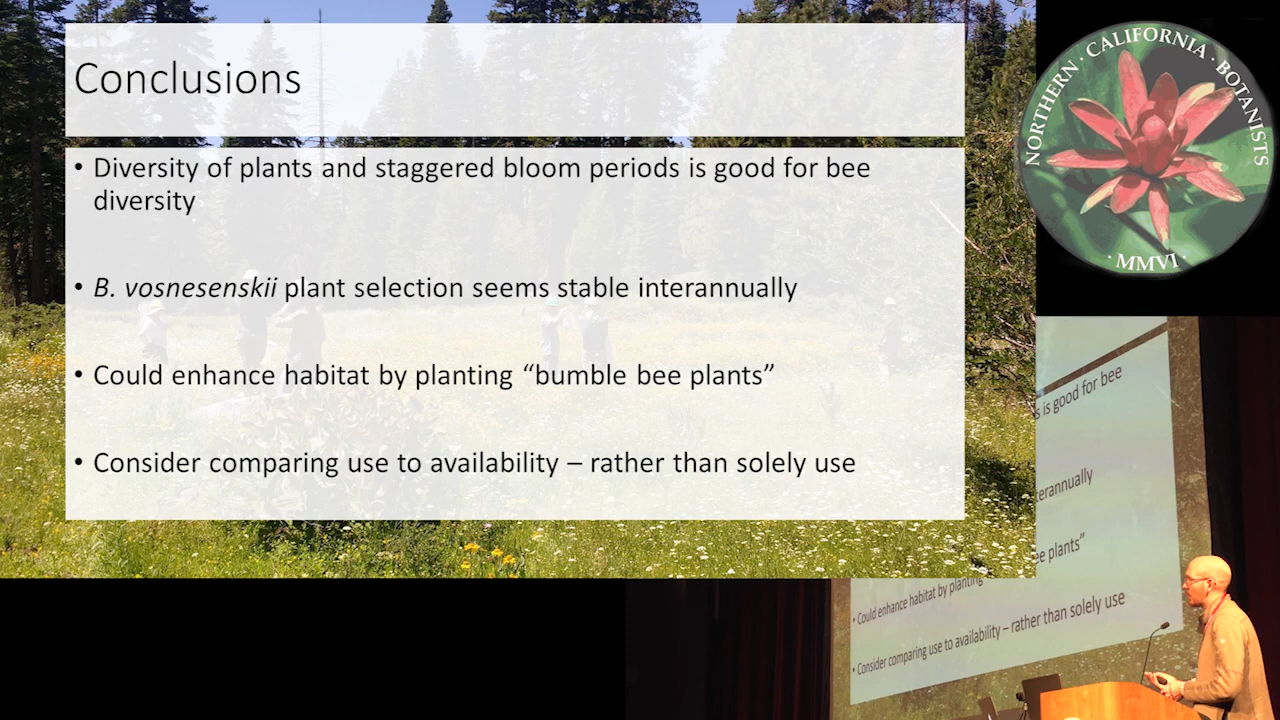 Conclusions
• Diversity of plants and staggered bloom periods is good for bee
diversity
• B. vosnesenskii plant selection seems stable interannually
• Could enhance habitat by planting “bumble bee plants”
• Consider comparing use to availability – rather than solely use
NORTHERN · CALIFORNIA · BOTANISTS
· MMVI ·
is good for bee
terannually
ee plants”
• Could enhance habitat by planting
• Consider comparing use to availability – rather than solely use